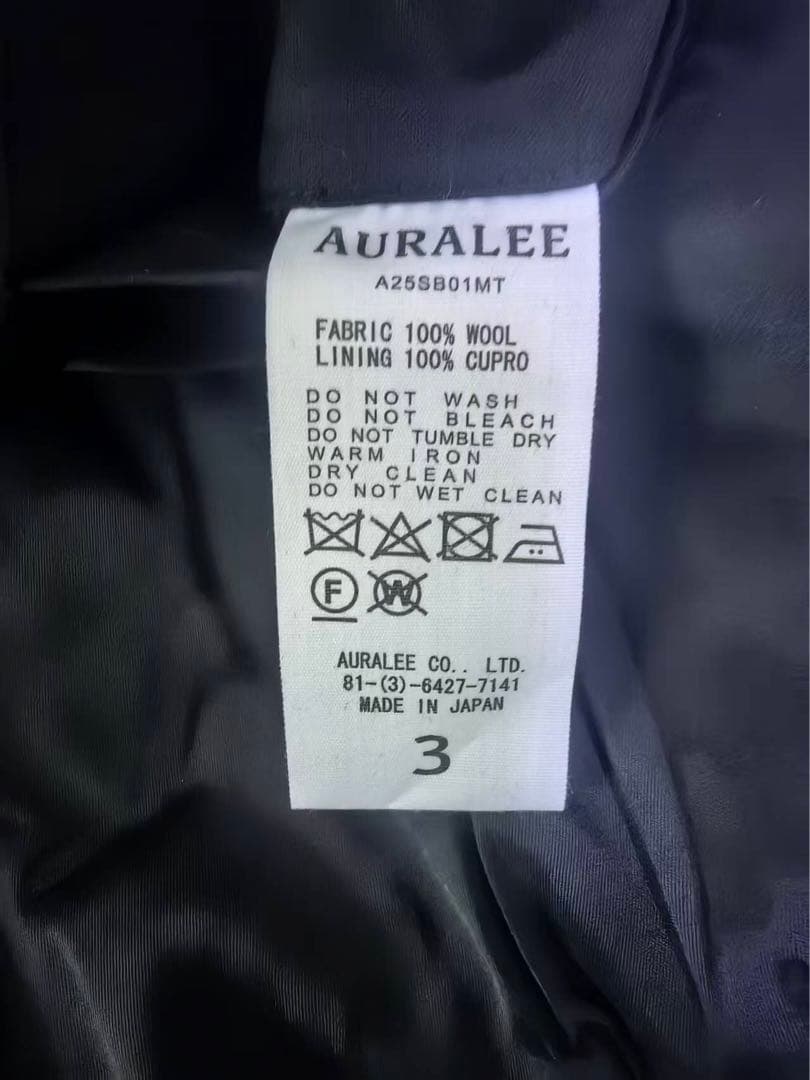 AURALEE
A25SB01MT
FABRIC 100% WOOL
LINING 100% CUPRO
DO NOT WASH
DO NOT BLEACH
DO NOT TUMBLE DRY
WARM IRON
DRY CLEAN
DO NOT WET CLEAN
F W
AURALEE CO.. LTD.
81-(3)-6427-7141
MADE IN JAPAN
3